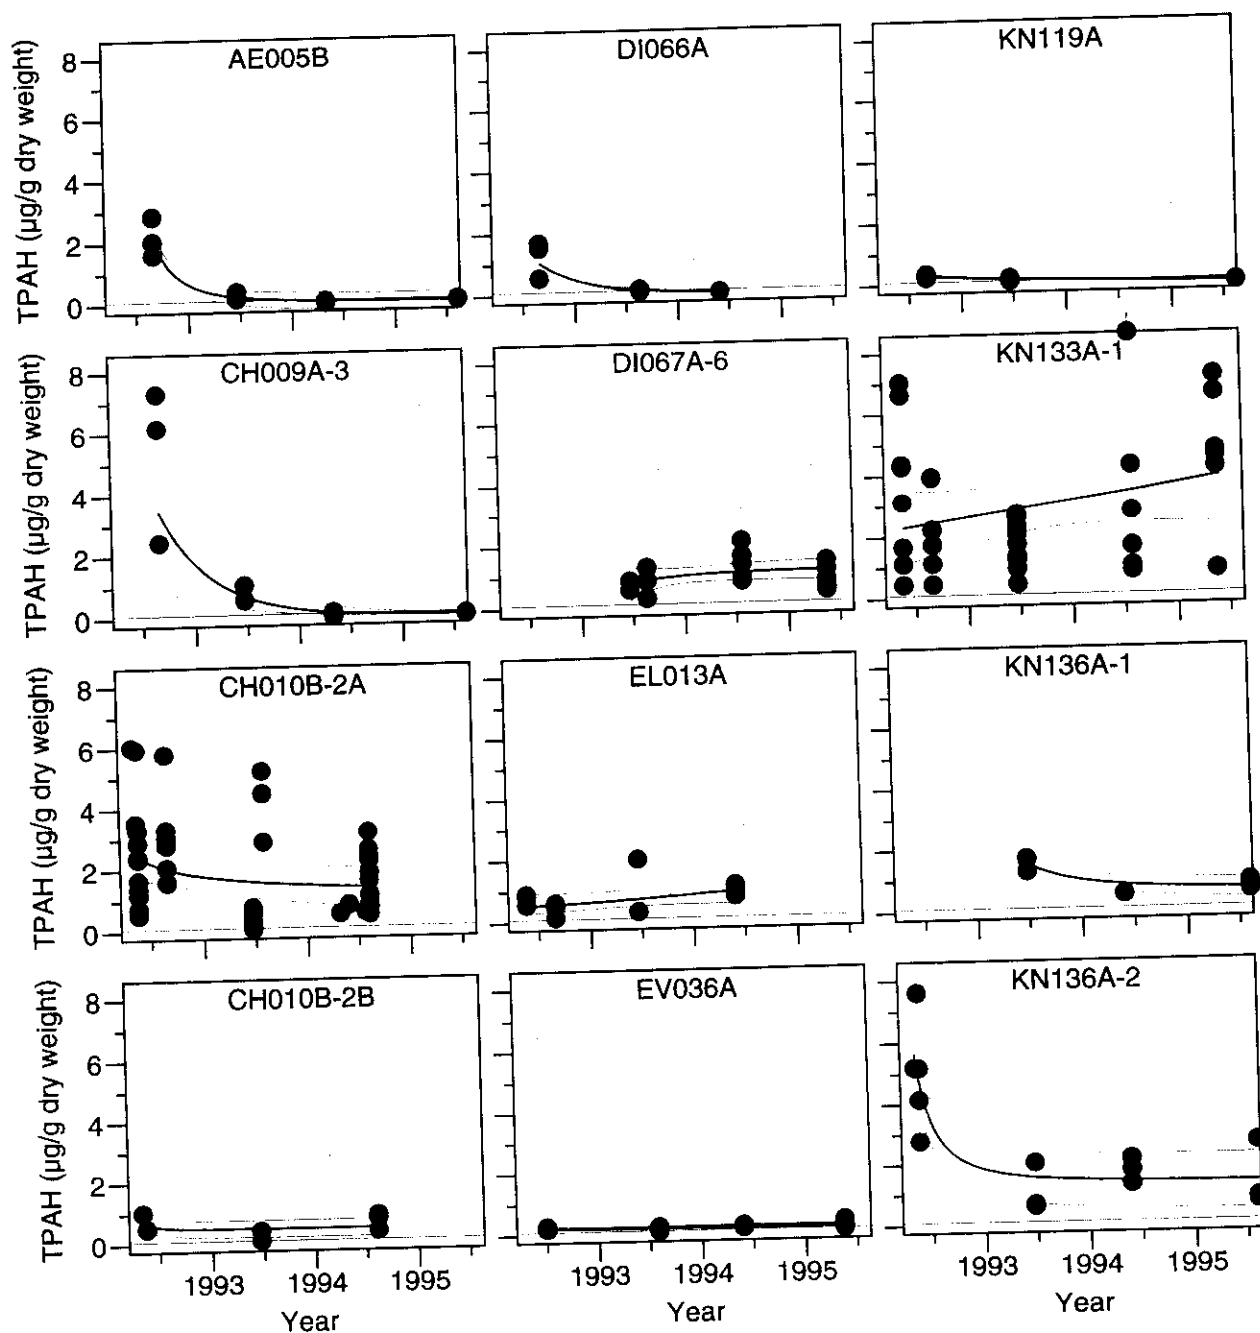 AE005B
DI066A
KN119A
TPAH (µg/g dry weight)
8
6
4
2
0
CH009A-3
DI067A-6
KN133A-1
TPAH (µg/g dry weight)
8
6
4
2
0
CH010B-2A
EL013A
KN136A-1
TPAH (µg/g dry weight)
8
6
4
2
0
CH010B-2B
EV036A
KN136A-2
TPAH (µg/g dry weight)
8
6
4
2
0
1993 1994 1995
1993 1994 1995
1993 1994 1995
Year
Year
Year